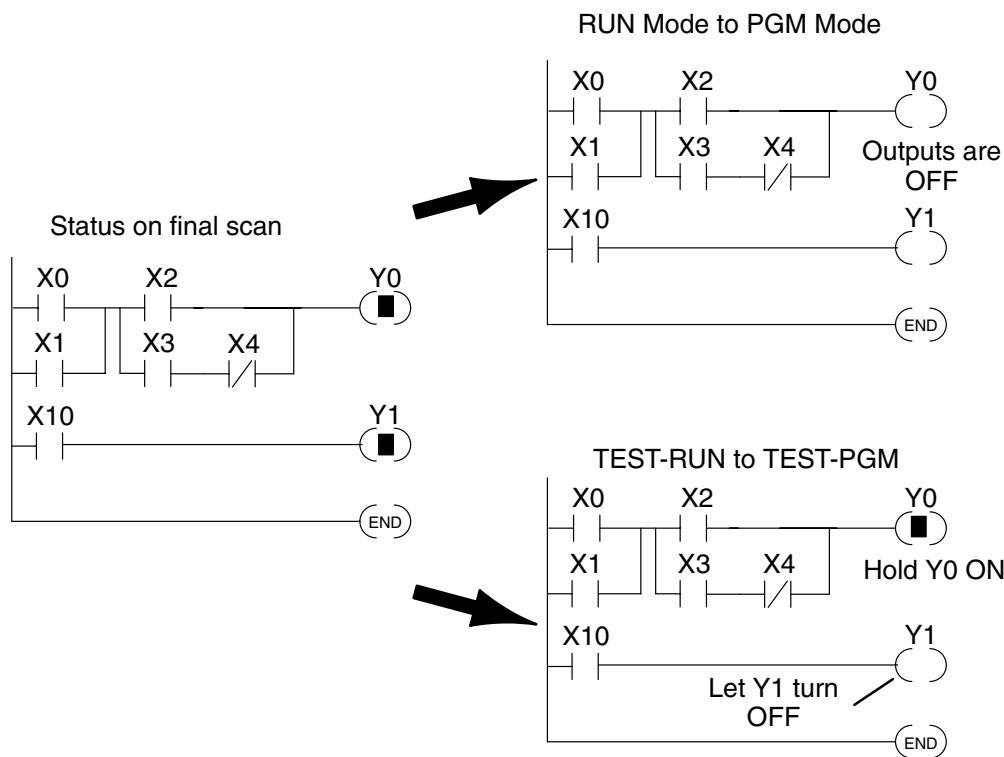 RUN Mode to PGM Mode
X0 X2 Y0
X1 X3 X4
Outputs are
OFF
X10 Y1
END
Status on final scan
X0 X2 Y0
X1 X3 X4
X10 Y1
END
TEST-RUN to TEST-PGM
X0 X2 Y0
X1 X3 X4
Hold Y0 ON
X10 Y1
Let Y1 turn
OFF
END